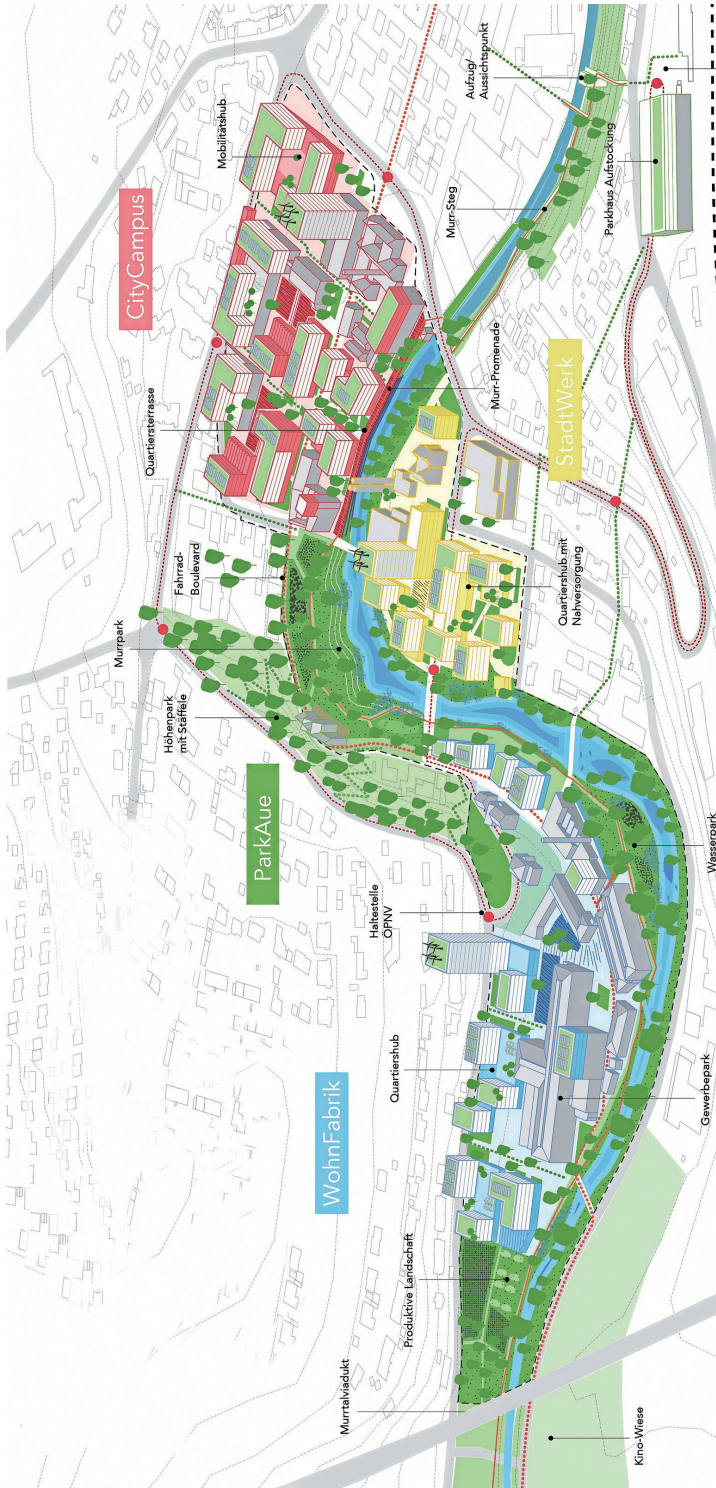 Murrtalviadukt
Produktive Landschaft
WohnFabrik
Quartiershub
Haltestelle
ÖPNV
ParkAue
Höhenpark
mit Stäffele
Murrpark
Fahrrad-
Boulevard
Quartiersterrasse
CityCampus
Mobilitätshub
Kino-Wiese
Gewerbepark
Wasserpark
Quartiershub mit
Nahversorgung
StadtWerk
Murr-Promenade
Murr-Steg
Aufzug/
Aussichtspunkt
Parkhaus Aufstockung